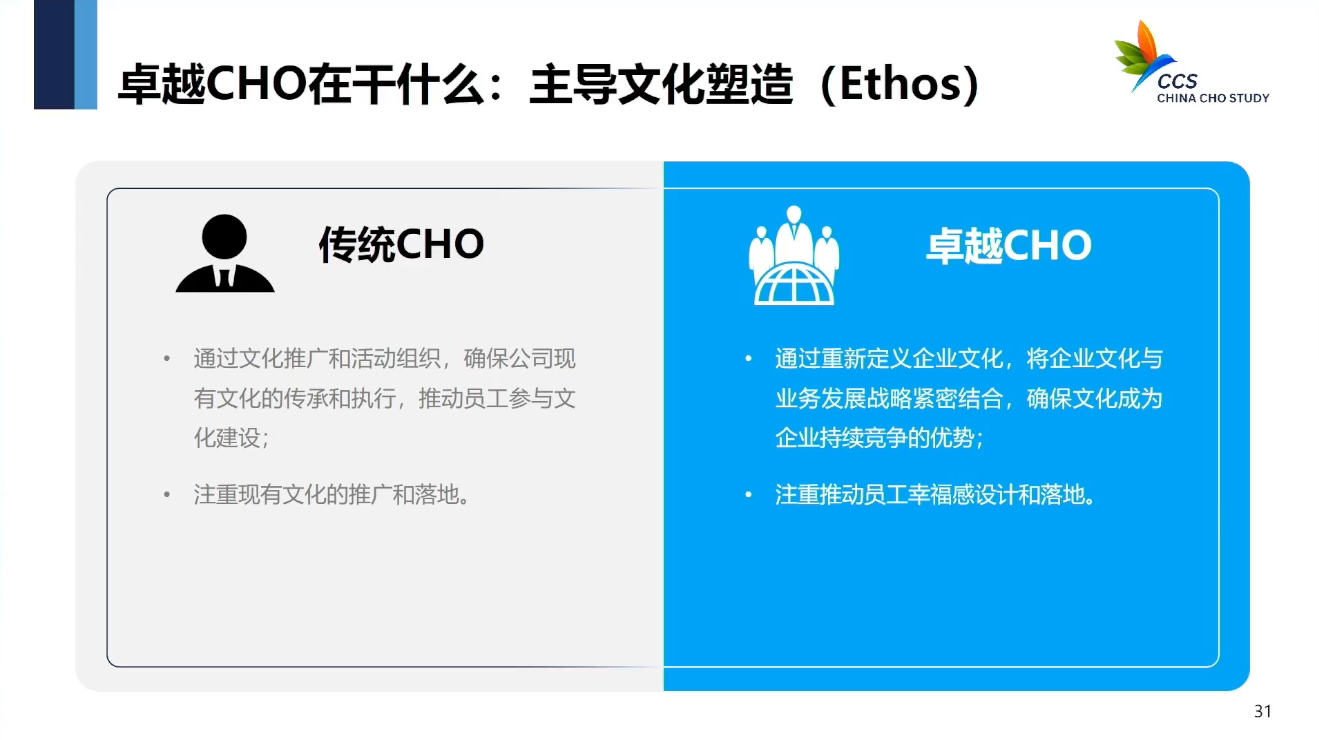 卓越CHO在干什么：主导文化塑造（Ethos）
CCS
CHINA CHO STUDY
传统CHO
• 通过文化推广和活动组织，确保公司现
有文化的传承和执行，推动员工参与文
化建设；
• 注重现有文化的推广和落地。
卓越CHO
• 通过重新定义企业文化，将企业文化与
业务发展战略紧密结合，确保文化成为
企业持续竞争的优势；
• 注重推动员工幸福感设计和落地。
31